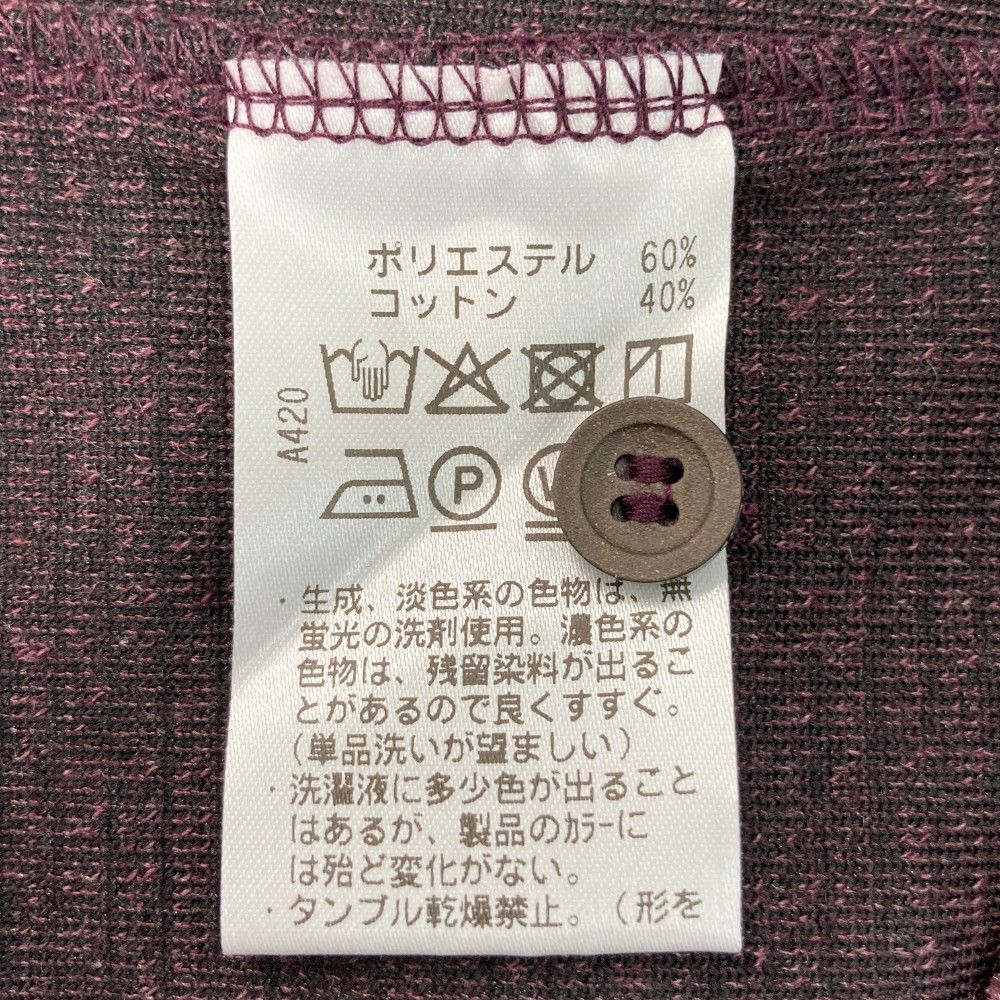 ポリエステル 60%
コットン 40%
A420
P
W
・生成、淡色系の色物は、無
蛍光の洗剤使用。濃色系の
色物は、残留染料が出るこ
とがあるので良くすすぐ。
(単品洗いが望ましい)
・洗濯液に多少色が出ること
はあるが、製品のカラーに
は殆ど変化がない。
・タンブル乾燥禁止。(形を